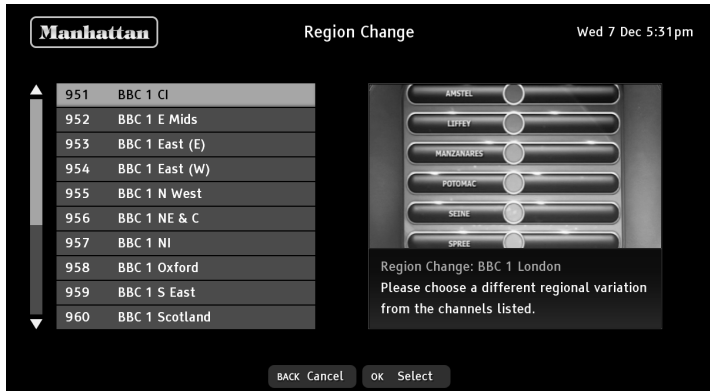 Manhattan
Region Change
Wed 7 Dec 5:31pm
951 BBC 1 CI
952 BBC 1 E Mids
953 BBC 1 East (E)
954 BBC 1 East (W)
955 BBC 1 N West
956 BBC 1 NE & C
957 BBC 1 NI
958 BBC 1 Oxford
959 BBC 1 S East
960 BBC 1 Scotland
AMSTEL
LIFFEY
MANZANARES
POTOMAC
SEINE
SPREE
Region Change: BBC 1 London
Please choose a different regional variation
from the channels listed.
BACK Cancel
OK Select